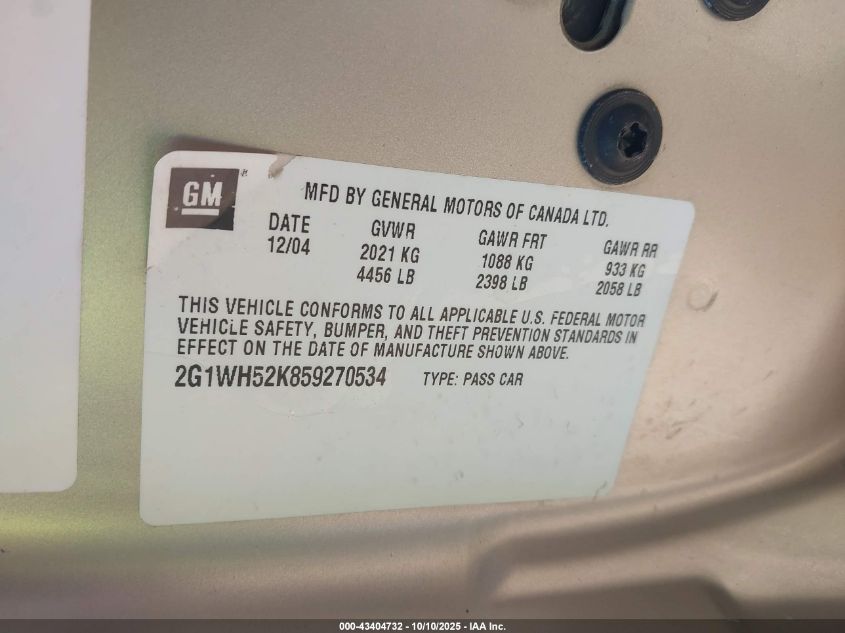 GM
MFD BY GENERAL MOTORS OF CANADA LTD.
DATE GVWR GAWR FRT GAWR RR
12/04 2021 KG 1088 KG 933 KG
4456 LB 2398 LB 2058 LB
THIS VEHICLE CONFORMS TO ALL APPLICABLE U.S. FEDERAL MOTOR
VEHICLE SAFETY, BUMPER, AND THEFT PREVENTION STANDARDS IN
EFFECT ON THE DATE OF MANUFACTURE SHOWN ABOVE.
2G1WH52K859270534 TYPE: PASS CAR
000-43404732 - 10/10/2025 - IAA Inc.